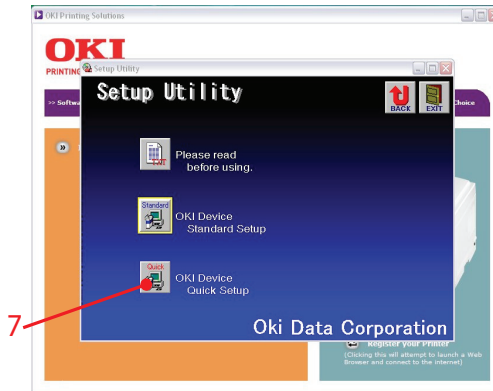 OKI Printing Solutions
OKI
PRINTING
Setup Utility
>> Softwa
Choice
Setup Utility
BACK
EXIT
TXT
Please read
before using.
Standard
OKI Device
Standard Setup
Quick
OKI Device
Quick Setup
7
Oki Data Corporation
Register your Printer
(Clicking this will attempt to launch a Web
Browser and connect to the internet)